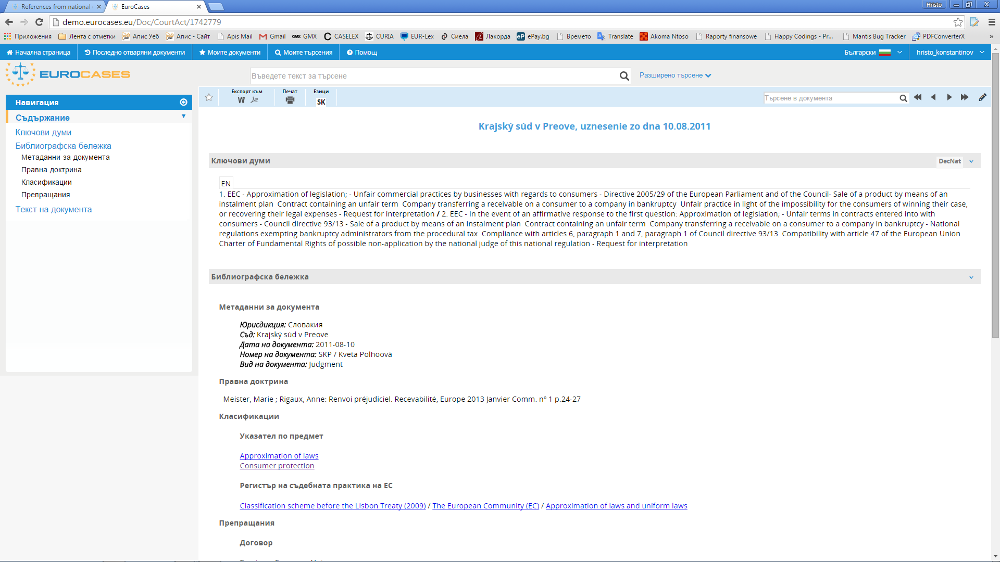 References from national
EuroCases
Hristo
demo.eurocases.eu/Doc/CourtAct/1742779
Приложения Лента с отметки Апис Уеб Апис - Сайт Apis Mail Gmail GMX GMX CASELEX CURIA EUR-Lex Сиела Лакорда eP ePay.bg Времето Translate Akoma Ntoso Raporty finansowe Happy Codings - Pr... Mantis Bug Tracker PDFConverterX »
Начална страница Последно отваряни документи Моите документи Моите търсения Помощ Български hristo_konstantinov
EUROCASES
Въведете текст за търсене
Разширено търсене
Навигация
Съдържание
Ключови думи
Библиографска бележка
Метаданни за документа
Правна доктрина
Класификации
Препращания
Текст на документа
Експорт към Печат Езици
W SK
Търсене в документа
Krajský súd v Preove, uznesenie zo dna 10.08.2011
Ключови думи DecNat
EN
1. EEC - Approximation of legislation; - Unfair commercial practices by businesses with regards to consumers - Directive 2005/29 of the European Parliament and of the Council- Sale of a product by means of an
instalment plan  Contract containing an unfair term  Company transferring a receivable on a consumer to a company in bankruptcy  Unfair practice in light of the impossibility for the consumers of winning their case,
or recovering their legal expenses - Request for interpretation / 2. EEC - In the event of an affirmative response to the first question: Approximation of legislation; - Unfair terms in contracts entered into with
consumers - Council directive 93/13 - Sale of a product by means of an instalment plan  Contract containing an unfair term  Company transferring a receivable on a consumer to a company in bankruptcy - National
regulations exempting bankruptcy administrators from the procedural tax  Compliance with articles 6, paragraph 1 and 7, paragraph 1 of Council directive 93/13  Compatibility with article 47 of the European Union
Charter of Fundamental Rights of possible non-application by the national judge of this national regulation - Request for interpretation
Библиографска бележка
Метаданни за документа
Юрисдикция: Словакия
Съд: Krajský súd v Preove
Дата на документа: 2011-08-10
Номер на документа: SKP / Kveta Polhoová
Вид на документа: Judgment
Правна доктрина
Meister, Marie ; Rigaux, Anne: Renvoi préjudiciel. Recevabilité, Europe 2013 Janvier Comm. nº 1 p.24-27
Класификации
Указател по предмет
Approximation of laws
Consumer protection
Регистър на съдебната практика на ЕС
Classification scheme before the Lisbon Treaty (2009) / The European Community (EC) / Approximation of laws and uniform laws
Препращания
Договор